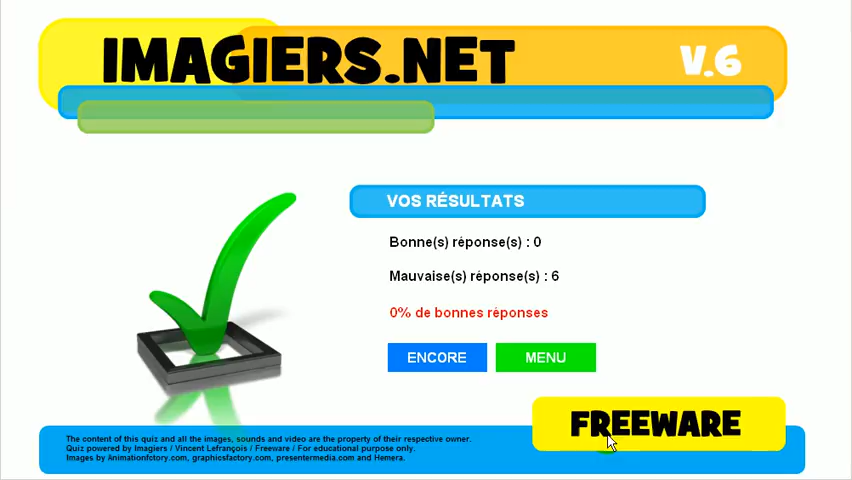 IMAGIERS.NET
V.6
VOS RÉSULTATS
Bonne(s) réponse(s) : 0
Mauvaise(s) réponse(s) : 6
0% de bonnes réponses
ENCORE
MENU
FREEWARE
The content of this quiz and all the images, sounds and video are the property of their respective owner.
Quiz powered by Imagiers / Vincent Lefrançois / Freeware / For educational purpose only.
Images by Animationfctory.com, graphicsfactory.com, presentermedia.com and Hemera.